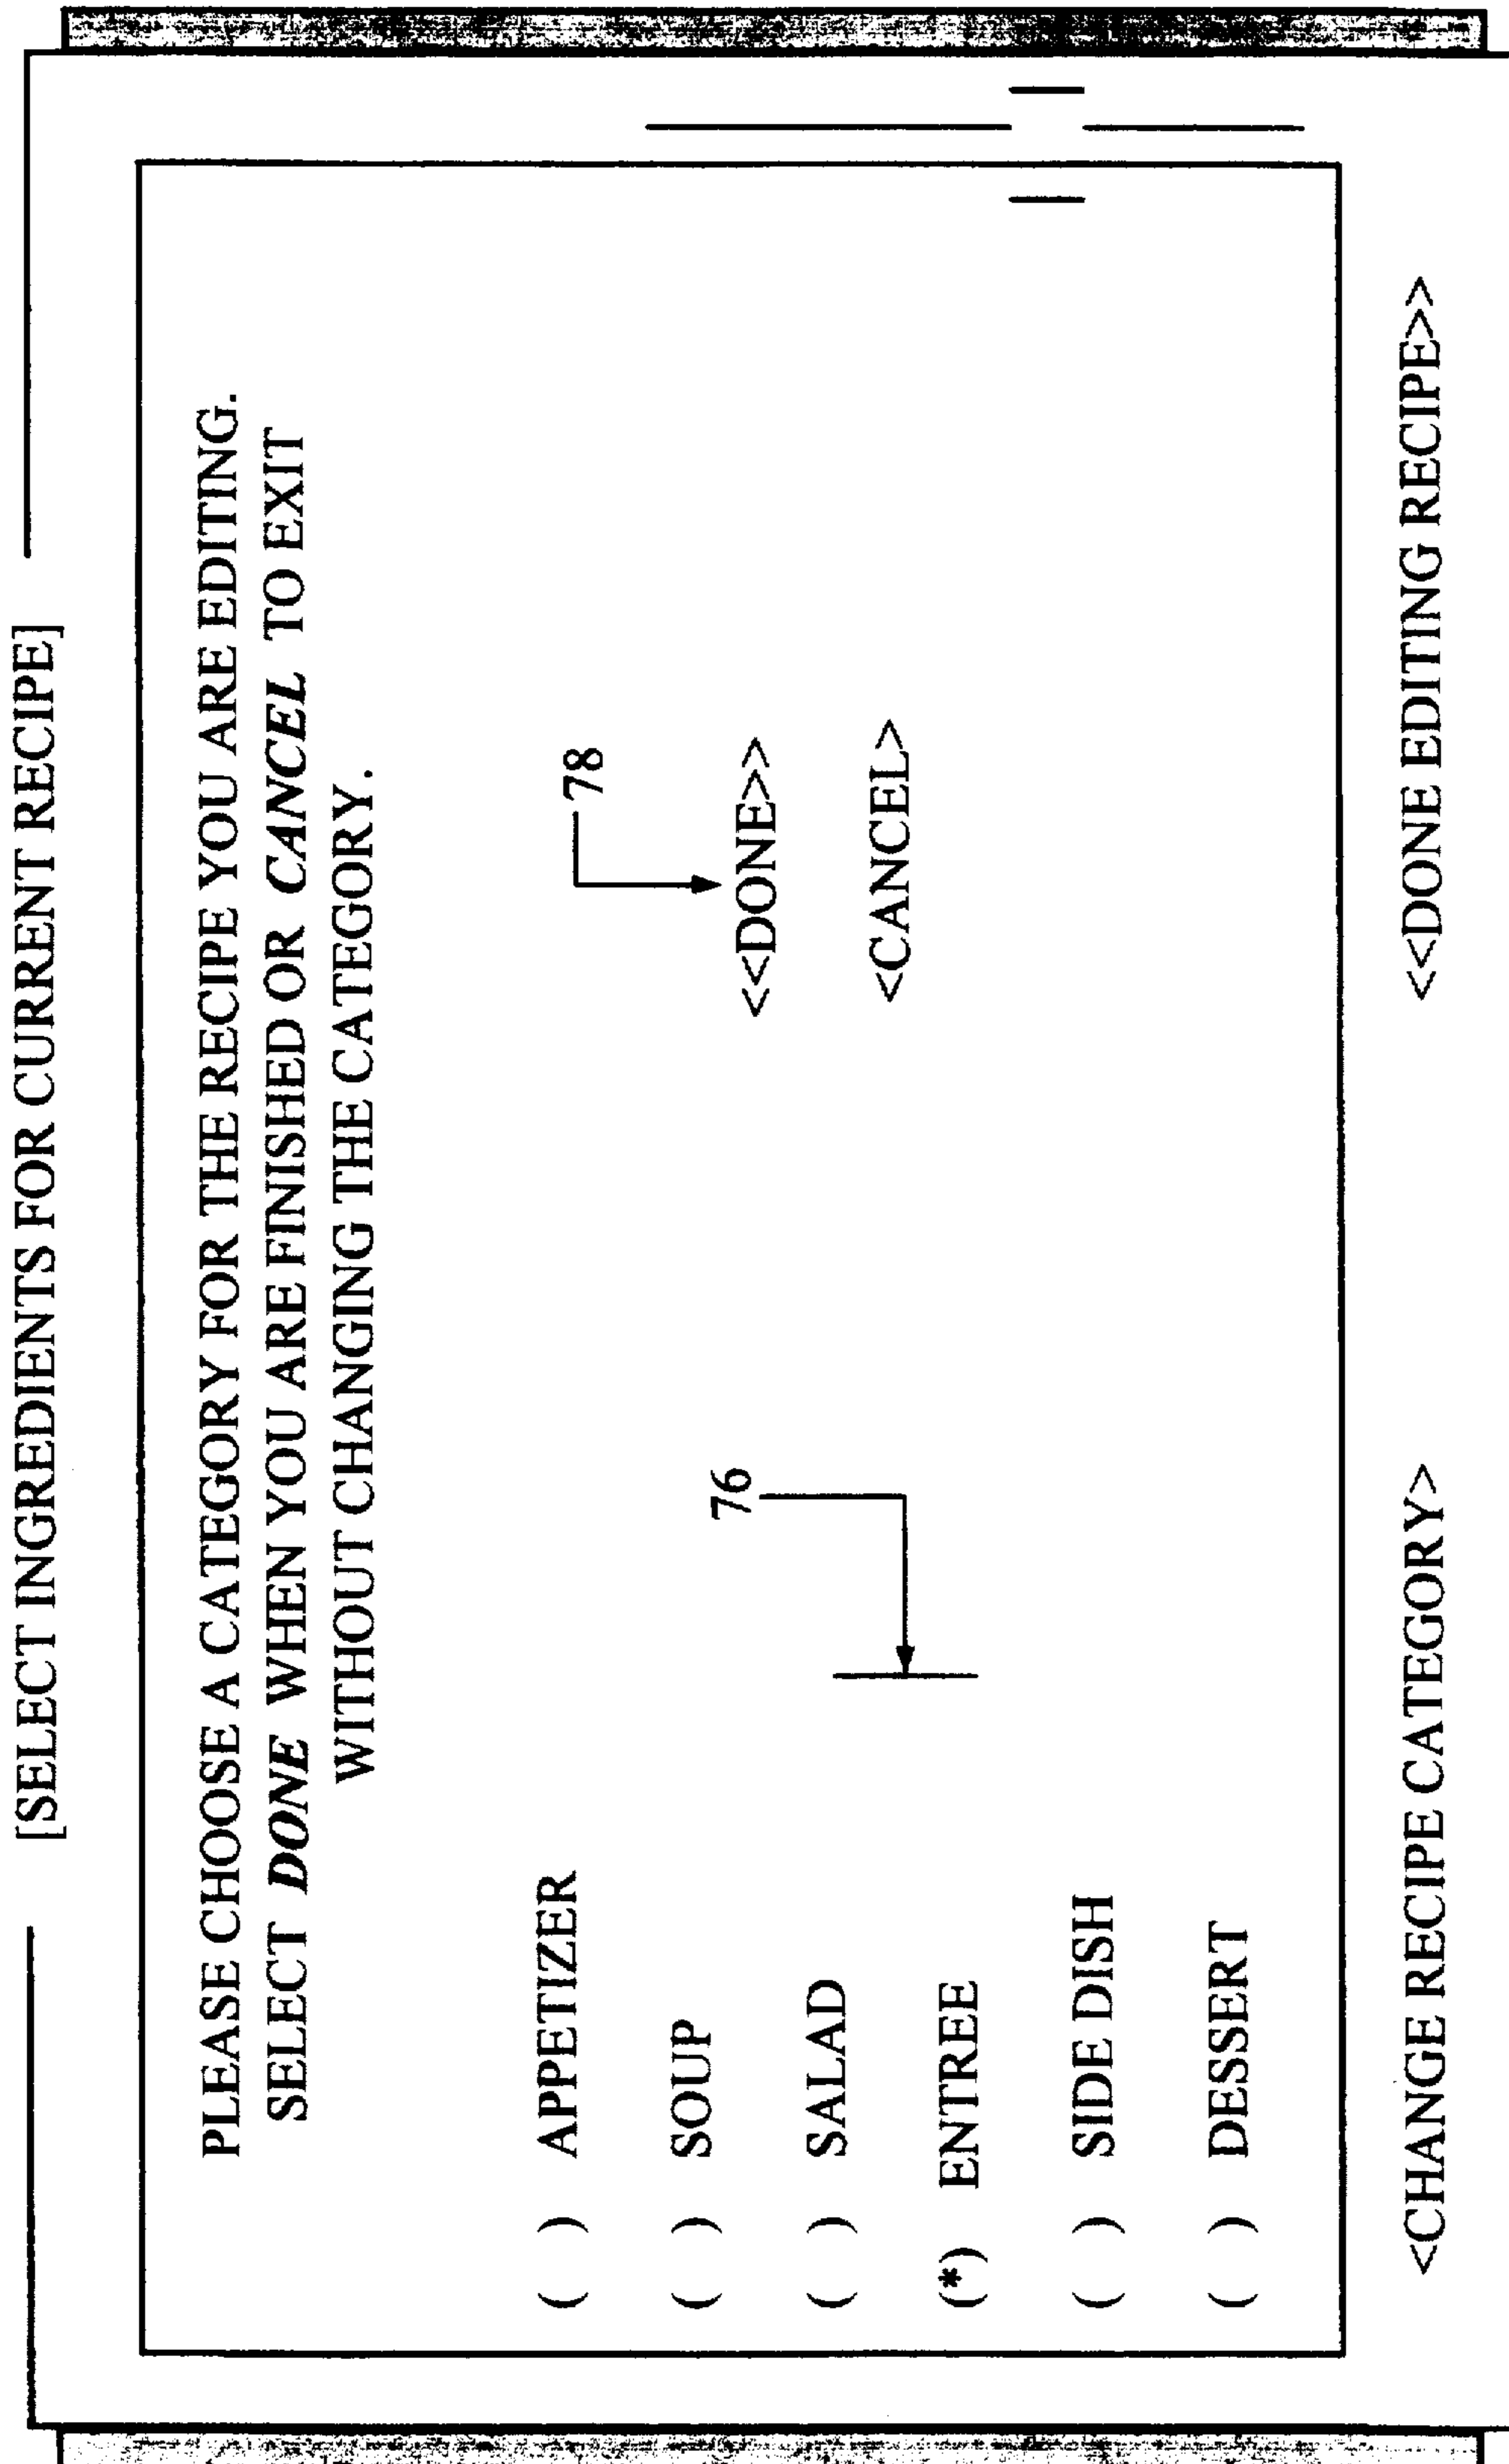 [SELECT INGREDIENTS FOR CURRENT RECIPE]
PLEASE CHOOSE A CATEGORY FOR THE RECIPE YOU ARE EDITING.
SELECT DONE WHEN YOU ARE FINISHED OR CANCEL TO EXIT
WITHOUT CHANGING THE CATEGORY.
( ) APPETIZER
( ) SOUP
( ) SALAD
(*) ENTREE
( ) SIDE DISH
( ) DESSERT
76
78
<<DONE>>
<CANCEL>
<CHANGE RECIPE CATEGORY>
<<DONE EDITING RECIPE>>